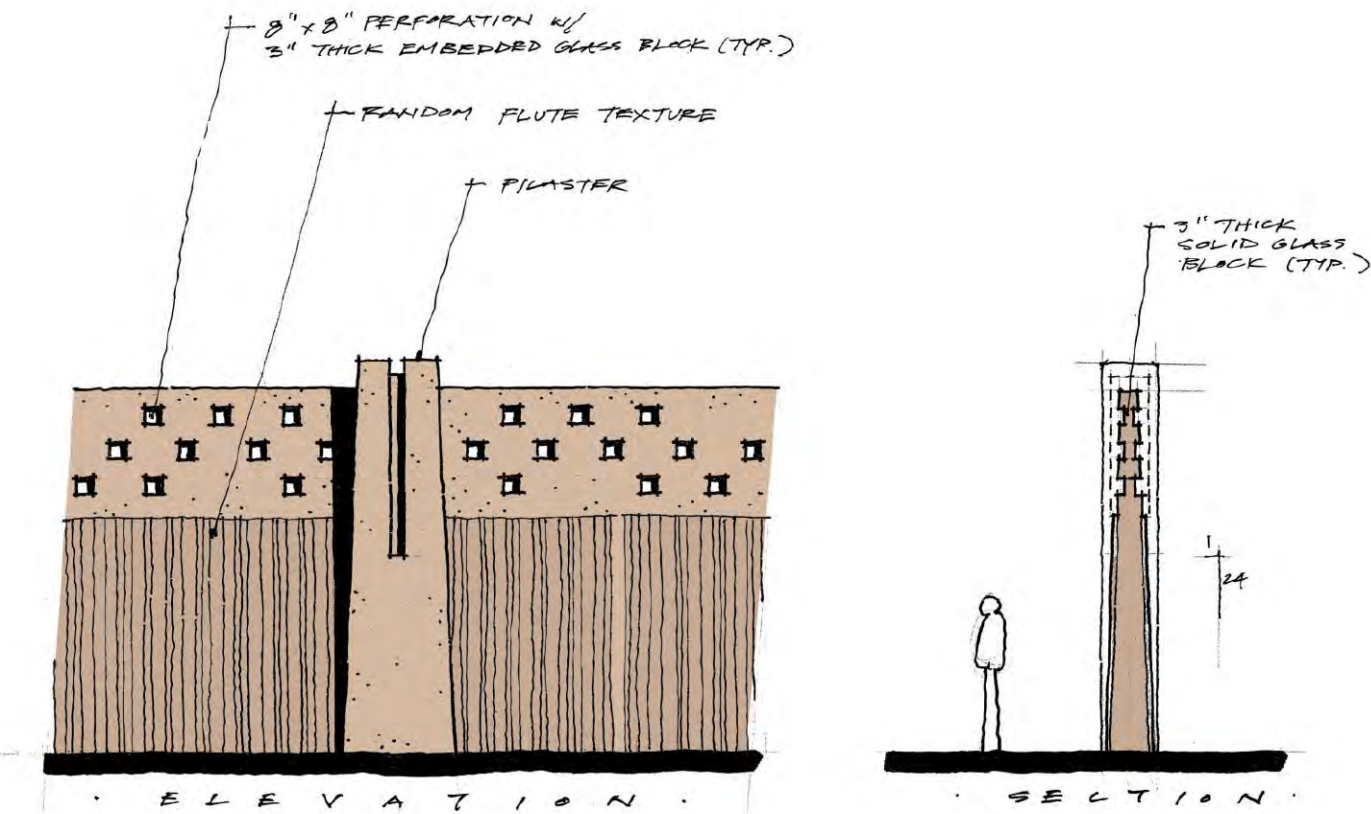 8" x 8" PERFORATION W/
3" THICK EMBEDDED GLASS BLOCK (TYP.)
RANDOM FLUTE TEXTURE
PILASTER
3" THICK
SOLID GLASS
BLOCK (TYP.)
1
24
· ELEVATION ·
· SECTION ·